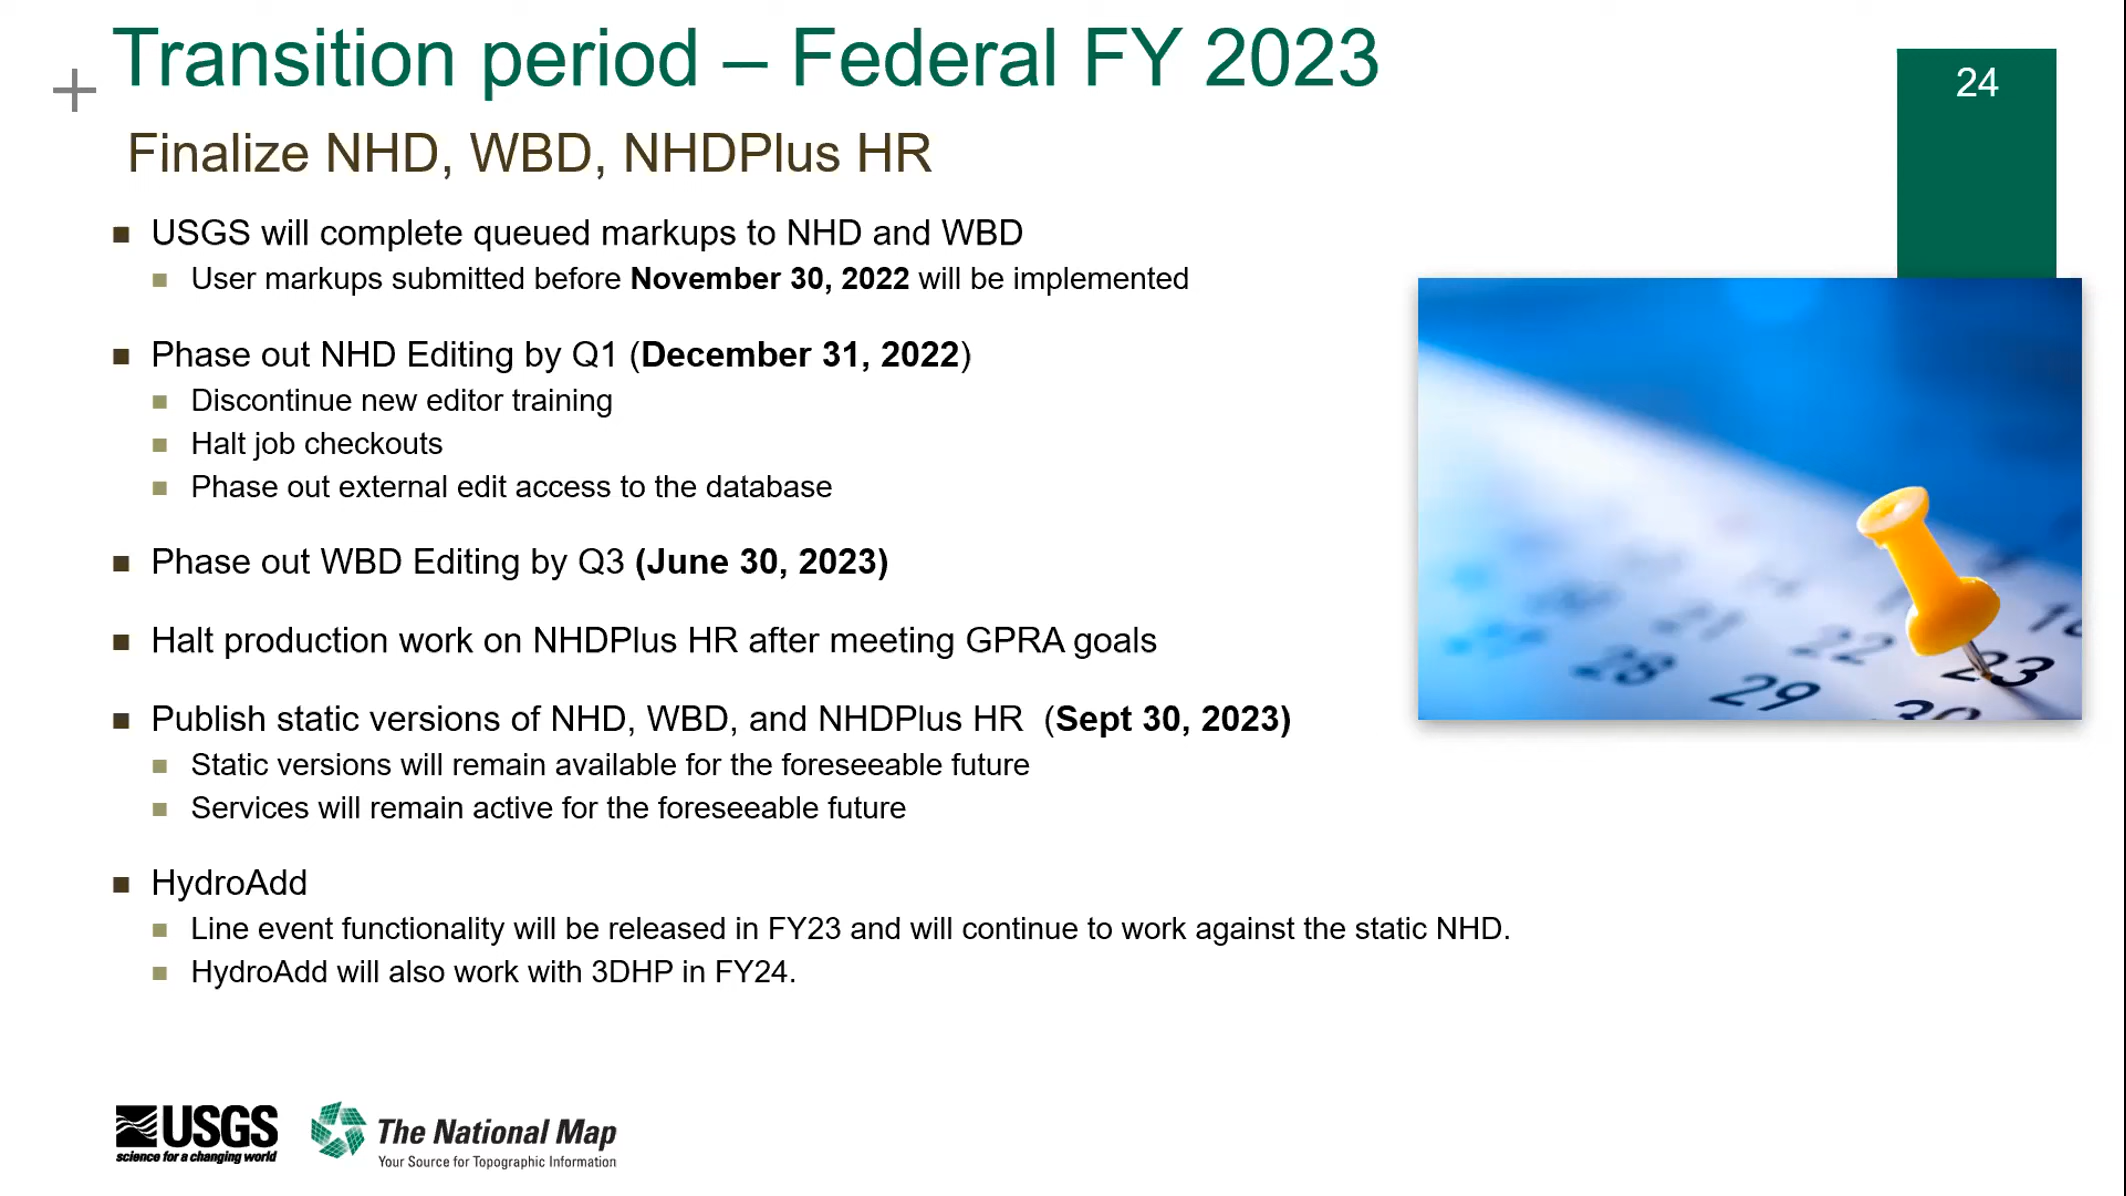 Transition period – Federal FY 2023
24
Finalize NHD, WBD, NHDPlus HR
USGS will complete queued markups to NHD and WBD
User markups submitted before November 30, 2022 will be implemented
Phase out NHD Editing by Q1 (December 31, 2022)
Discontinue new editor training
Halt job checkouts
Phase out external edit access to the database
Phase out WBD Editing by Q3 (June 30, 2023)
Halt production work on NHDPlus HR after meeting GPRA goals
Publish static versions of NHD, WBD, and NHDPlus HR (Sept 30, 2023)
Static versions will remain available for the foreseeable future
Services will remain active for the foreseeable future
HydroAdd
Line event functionality will be released in FY23 and will continue to work against the static NHD.
HydroAdd will also work with 3DHP in FY24.
21 22 23
28 29 30
USGS
science for a changing world
The National Map
Your Source for Topographic Information